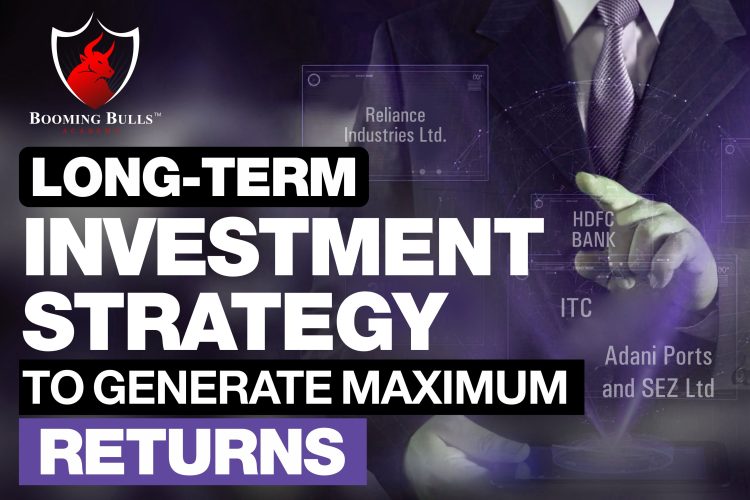 BOOMING BULLS™
ACADEMY
LONG-TERM
INVESTMENT
STRATEGY
TO GENERATE MAXIMUM
RETURNS
Reliance
Industries Ltd.
HDFC
BANK
ITC
Adani Ports
and SEZ Ltd